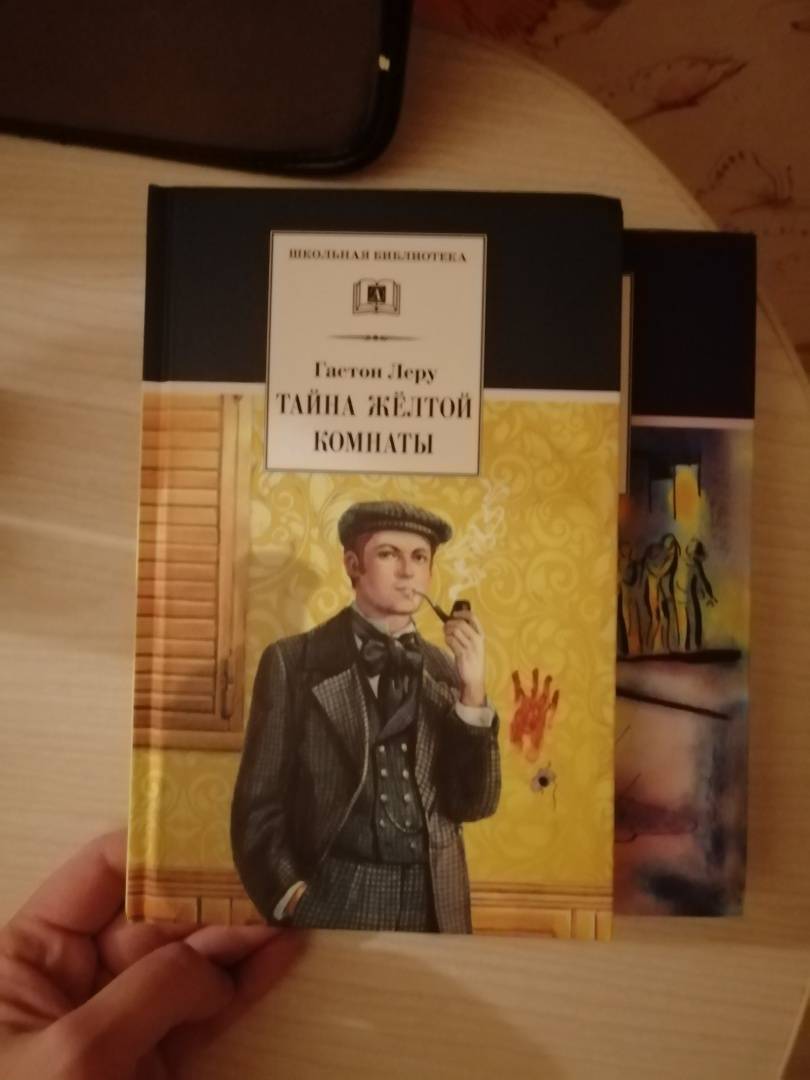 ШКОЛЬНАЯ БИБЛИОТЕКА
Гастон Леру
ТАЙНА ЖЁЛТОЙ
КОМНАТЫ